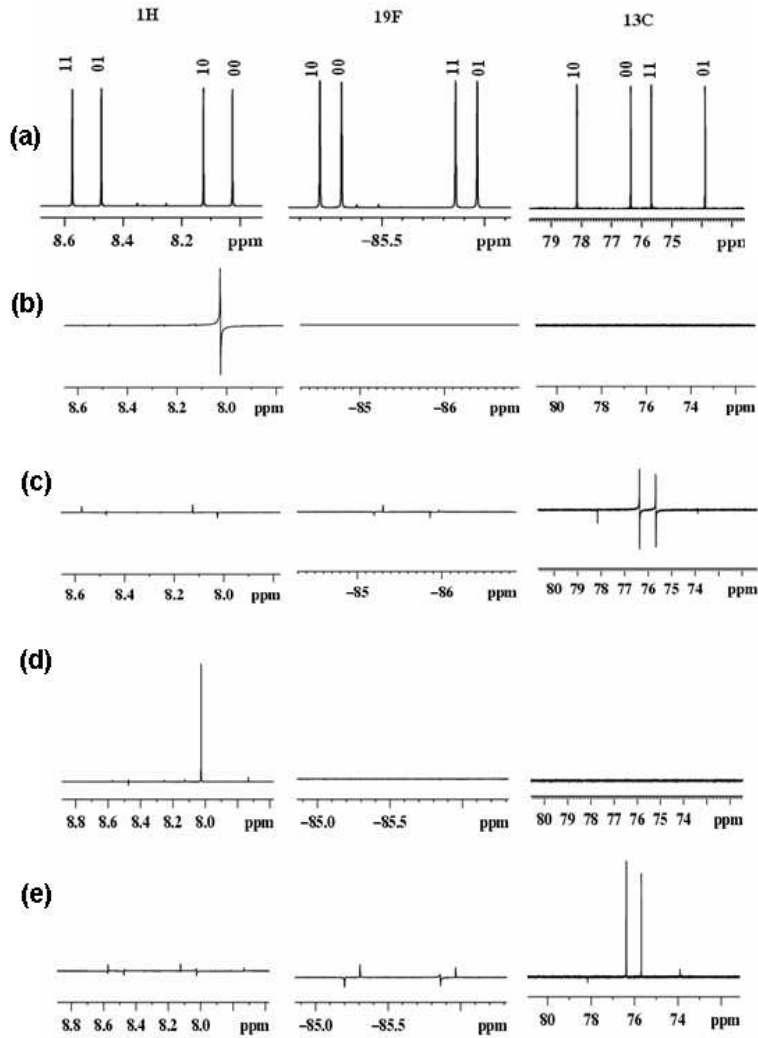 1H 19F 13C
11 01 10 00 10 00 11 01 10 00 11 01
(a)
8.6 8.4 8.2 ppm −85.5 ppm 79 78 77 76 75 ppm
(b)
8.6 8.4 8.2 8.0 ppm −85 −86 ppm 80 78 76 74 ppm
(c)
8.6 8.4 8.2 8.0 ppm −85 −86 ppm 80 79 78 77 76 75 74 ppm
(d)
8.8 8.6 8.4 8.2 8.0 ppm −85.0 −85.5 ppm 80 79 78 77 76 75 74 ppm
(e)
8.8 8.6 8.4 8.2 8.0 ppm −85.0 −85.5 ppm 80 78 76 74 ppm